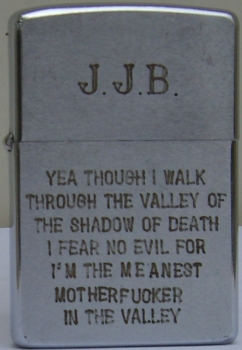 J.J.B.
YEA THOUGH I WALK
THROUGH THE VALLEY OF
THE SHADOW OF DEATH
I FEAR NO EVIL FOR
I'M THE MEANEST
MOTHERFUCKER
IN THE VALLEY